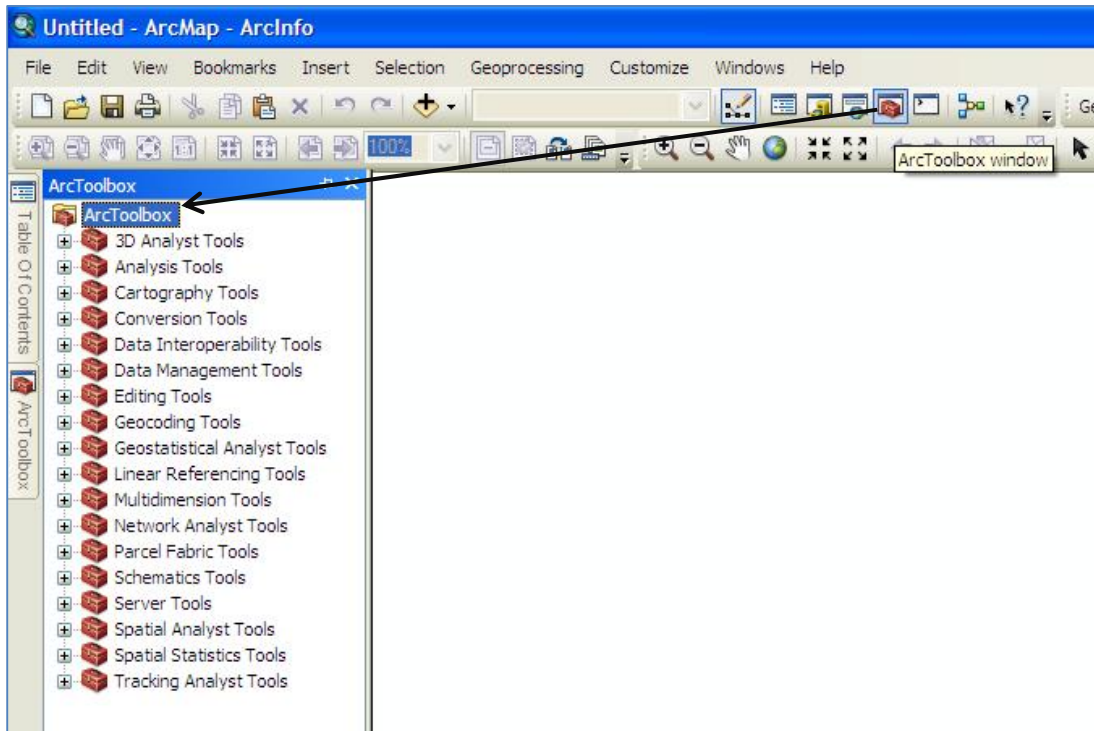 Untitled - ArcMap - ArcInfo
File Edit View Bookmarks Insert Selection Geoprocessing Customize Windows Help
Ge
100%
ArcToolbox window
ArcToolbox
Table Of Contents
ArcToolbox
ArcToolbox
3D Analyst Tools
Analysis Tools
Cartography Tools
Conversion Tools
Data Interoperability Tools
Data Management Tools
Editing Tools
Geocoding Tools
Geostatistical Analyst Tools
Linear Referencing Tools
Multidimension Tools
Network Analyst Tools
Parcel Fabric Tools
Schematics Tools
Server Tools
Spatial Analyst Tools
Spatial Statistics Tools
Tracking Analyst Tools